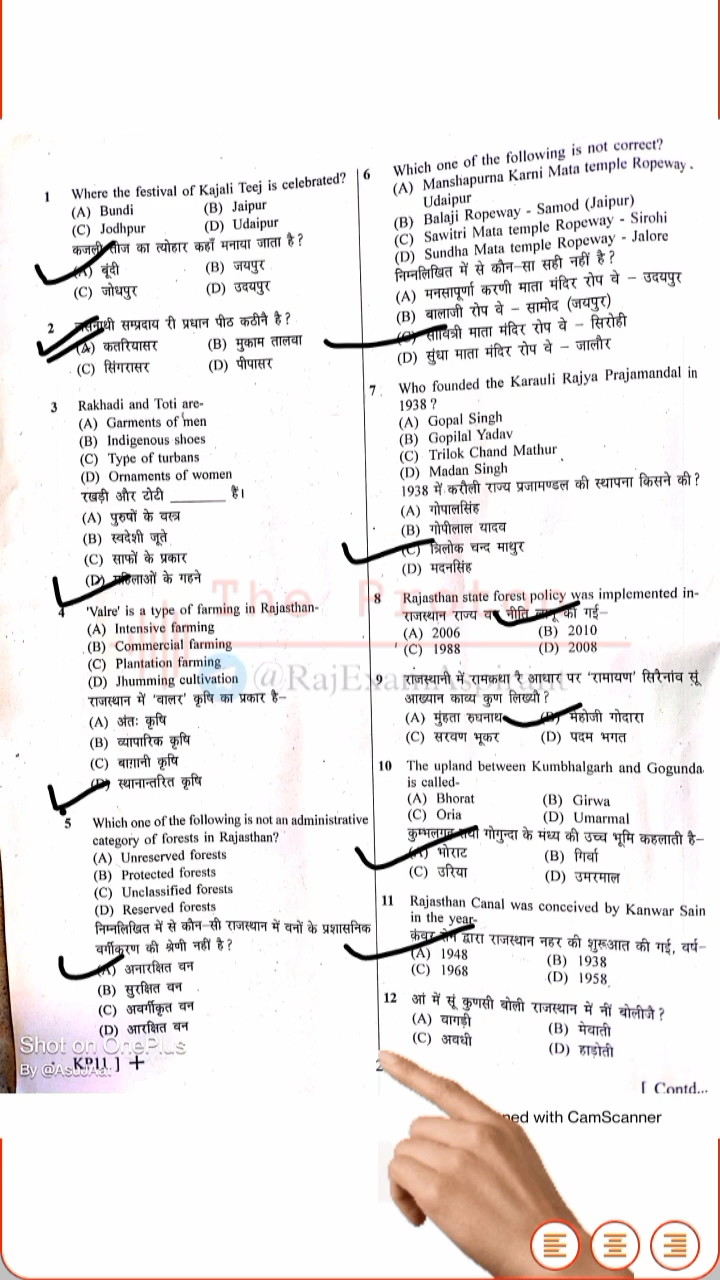 1 Where the festival of Kajali Teej is celebrated?
(A) Bundi (B) Jaipur
(C) Jodhpur (D) Udaipur
कजली तीज का त्योहार कहाँ मनाया जाता है ?
(A) बूंदी (B) जयपुर
(C) जोधपुर (D) उदयपुर
2 जसनाथी सम्प्रदाय री प्रधान पीठ कठीनै है ?
(A) कतरियासर (B) मुकाम तालवा
(C) सिंगरासर (D) पीपासर
3 Rakhadi and Toti are-
(A) Garments of men
(B) Indigenous shoes
(C) Type of turbans
(D) Ornaments of women
रखड़ी और टोटी ________ हैं।
(A) पुरुषों के वस्त्र
(B) स्वदेशी जूते
(C) साफों के प्रकार
(D) महिलाओं के गहने
4 'Valre' is a type of farming in Rajasthan-
(A) Intensive farming
(B) Commercial farming
(C) Plantation farming
(D) Jhumming cultivation
राजस्थान में 'वालर' कृषि का प्रकार है–
(A) अंतः कृषि
(B) व्यापारिक कृषि
(C) बाग़ानी कृषि
(D) स्थानान्तरित कृषि
5 Which one of the following is not an administrative
category of forests in Rajasthan?
(A) Unreserved forests
(B) Protected forests
(C) Unclassified forests
(D) Reserved forests
निम्नलिखित में से कौन-सी राजस्थान में वनों के प्रशासनिक
वर्गीकरण की श्रेणी नहीं है ?
(A) अनारक्षित वन
(B) सुरक्षित वन
(C) अवर्गीकृत वन
(D) आरक्षित वन
Shot on OnePlus
By
KP11 ] +
6 Which one of the following is not correct?
(A) Manshapurna Karni Mata temple Ropeway -
Udaipur
(B) Balaji Ropeway - Samod (Jaipur)
(C) Sawitri Mata temple Ropeway - Sirohi
(D) Sundha Mata temple Ropeway - Jalore
निम्नलिखित में से कौन-सा सही नहीं है ?
(A) मनसापूर्णा करणी माता मंदिर रोप वे – उदयपुर
(B) बालाजी रोप वे – सामोद (जयपुर)
(C) सावित्री माता मंदिर रोप वे – सिरोही
(D) सुंधा माता मंदिर रोप वे – जालौर
7 Who founded the Karauli Rajya Prajamandal in
1938 ?
(A) Gopal Singh
(B) Gopilal Yadav
(C) Trilok Chand Mathur
(D) Madan Singh
1938 में करौली राज्य प्रजामण्डल की स्थापना किसने की ?
(A) गोपालसिंह
(B) गोपीलाल यादव
(C) त्रिलोक चन्द माथुर
(D) मदनसिंह
The
8 Rajasthan state forest policy was implemented in-
राजस्थान राज्य वन नीति लागू की गई–
(A) 2006 (B) 2010
(C) 1988 (D) 2008
@RajExamAspirant
9 राजस्थानी में रामकथा रै आधार पर 'रामायण' सिरैनांव सूं
आख्यान काव्य कुण लिख्यौ ?
(A) मुंहता रुघनाथ (B) मेहोजी गोदारा
(C) सरवण भूकर (D) पदम भगत
10 The upland between Kumbhalgarh and Gogunda
is called-
(A) Bhorat (B) Girwa
(C) Oria (D) Umarmal
कुम्भलगढ़ तथा गोगुन्दा के मध्य की उच्च भूमि कहलाती है–
(A) भोराट (B) गिर्वा
(C) उरिया (D) उमरमाल
11 Rajasthan Canal was conceived by Kanwar Sain
in the year-
कंवर सेन द्वारा राजस्थान नहर की शुरूआत की गई, वर्ष–
(A) 1948 (B) 1938
(C) 1968 (D) 1958
12 आं में सूं कुणसी बोली राजस्थान में नीं बोलीजै ?
(A) वागड़ी (B) मेवाती
(C) अवधी (D) हाड़ोती
2
[ Contd...
ned with CamScanner